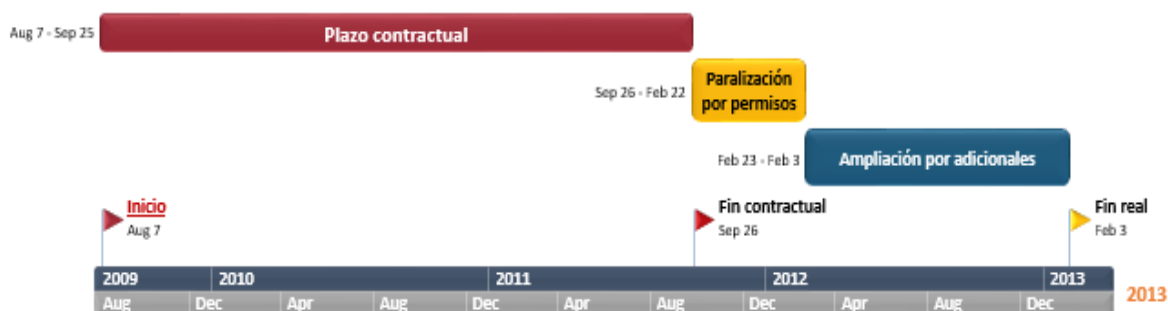 Aug 7 - Sep 25
Plazo contractual
Sep 26 - Feb 22
Paralización
por permisos
Feb 23 - Feb 3
Ampliación por adicionales
Inicio
Aug 7
Fin contractual
Sep 26
Fin real
Feb 3
2009 2010 2011 2012 2013
Aug Dec Apr Aug Dec Apr Aug Dec Apr Aug Dec
2013